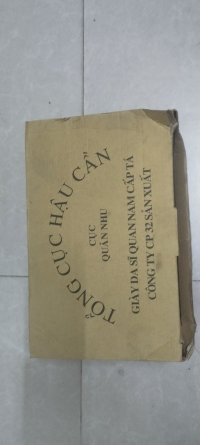 TỔNG CỤC HẬU CẦN
CỤC
QUÂN NHU
GIÀY DA SĨ QUAN NAM CẤP TÁ
CÔNG TY CP 32 SẢN XUẤT